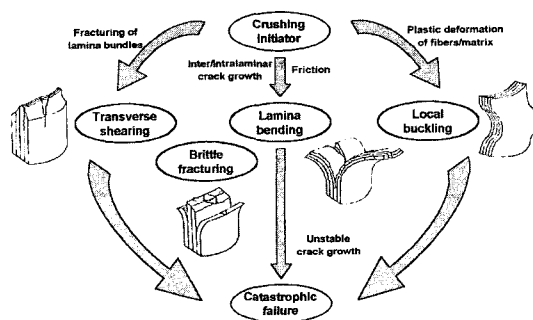 Fracturing of
lamina bundles
Crushing
initiator
Plastic deformation
of fibers/matrix
Inter/intralaminar
crack growth
Friction
Transverse
shearing
Lamina
bending
Local
buckling
Brittle
fracturing
Unstable
crack growth
Catastrophic
failure